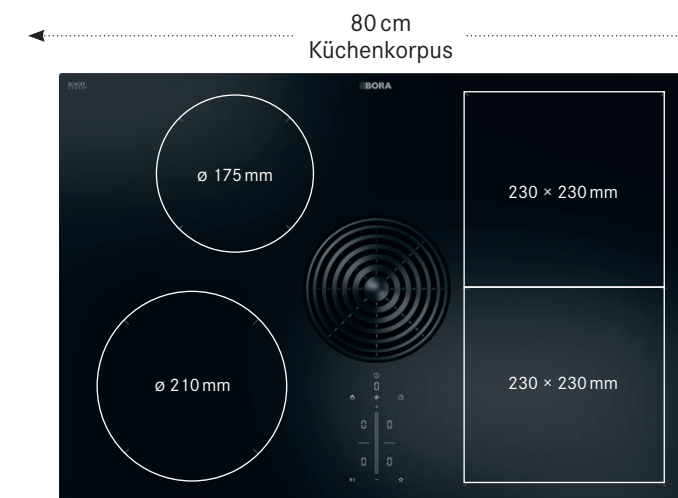 80 cm
Küchenkorpus
BORA
ø 175 mm
230 × 230 mm
ø 210 mm
230 × 230 mm